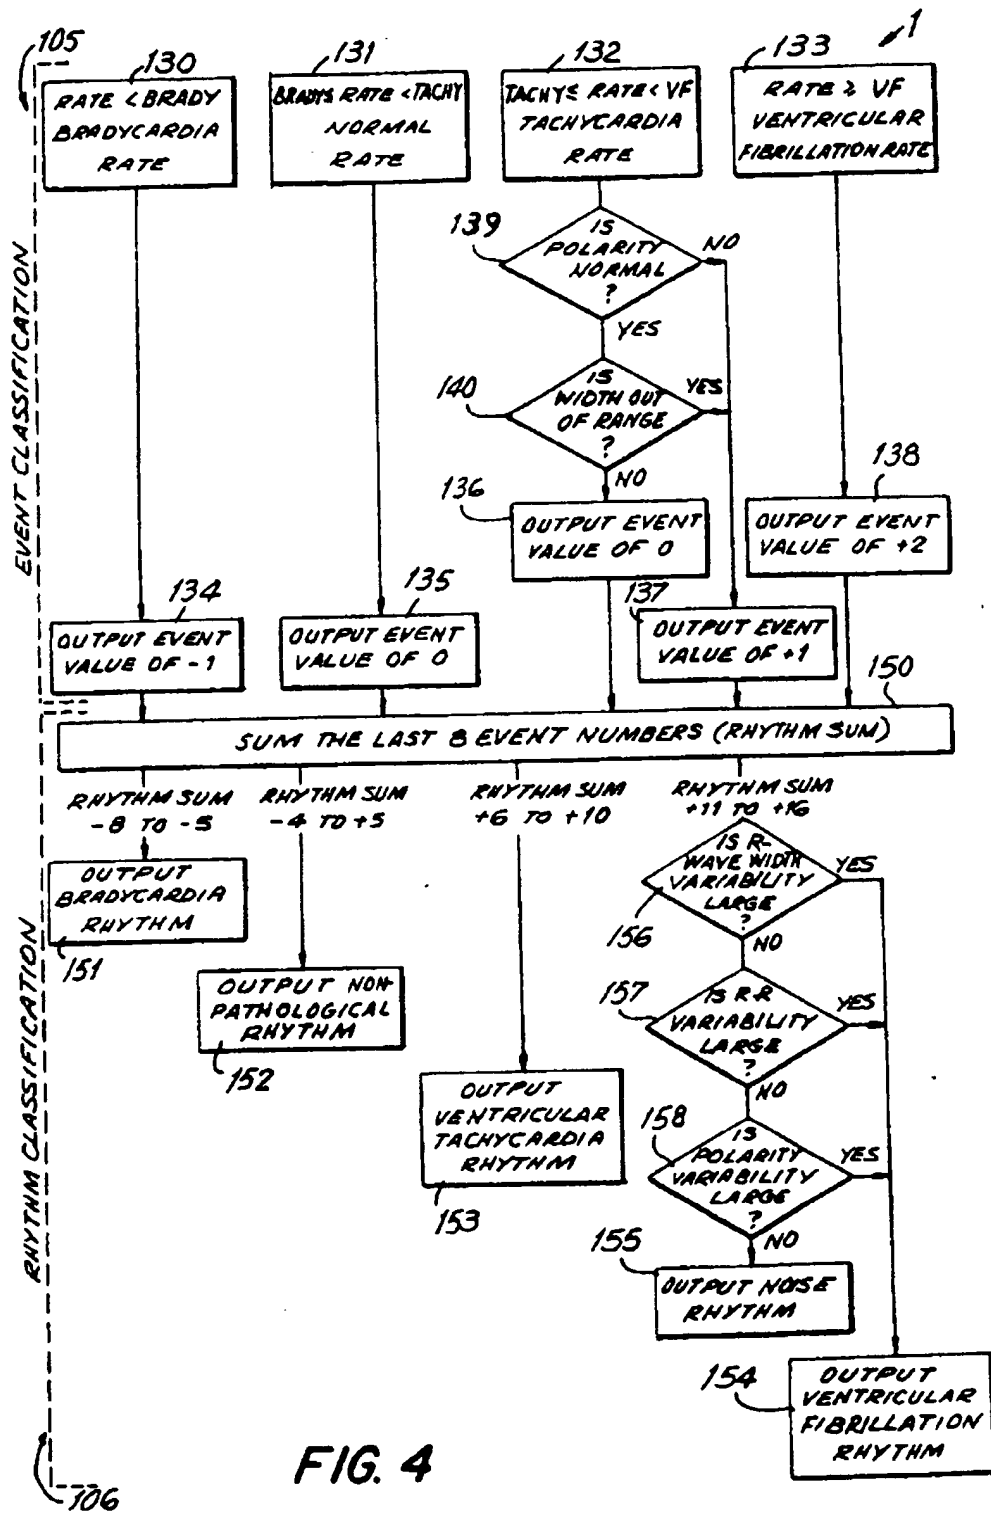 105
130
131
132
133
1
RATE < BRADY
BRADYCARDIA
RATE
BRADY≤ RATE < TACHY
NORMAL
RATE
TACHY≤ RATE < VF
TACHYCARDIA
RATE
RATE ≥ VF
VENTRICULAR
FIBRILLATION RATE
EVENT CLASSIFICATION
139
IS
POLARITY
NORMAL
?
NO
YES
140
IS
WIDTH OUT
OF RANGE
?
YES
NO
136
OUTPUT EVENT
VALUE OF 0
138
OUTPUT EVENT
VALUE OF +2
134
OUTPUT EVENT
VALUE OF -1
135
OUTPUT EVENT
VALUE OF 0
137
OUTPUT EVENT
VALUE OF +1
150
SUM THE LAST 8 EVENT NUMBERS (RHYTHM SUM)
RHYTHM SUM
-8 TO -5
RHYTHM SUM
-4 TO +5
RHYTHM SUM
+6 TO +10
RHYTHM SUM
+11 TO +16
RHYTHM CLASSIFICATION
OUTPUT
BRADYCARDIA
RHYTHM
151
OUTPUT NON-
PATHOLOGICAL
RHYTHM
152
OUTPUT
VENTRICULAR
TACHYCARDIA
RHYTHM
153
IS R-
WAVE WIDTH
VARIABILITY
LARGE
?
YES
156
NO
157
IS R-R
VARIABILITY
LARGE
?
YES
NO
158
IS
POLARITY
VARIABILITY
LARGE
?
YES
NO
155
OUTPUT NOISE
RHYTHM
154
OUTPUT
VENTRICULAR
FIBRILLATION
RHYTHM
106
FIG. 4